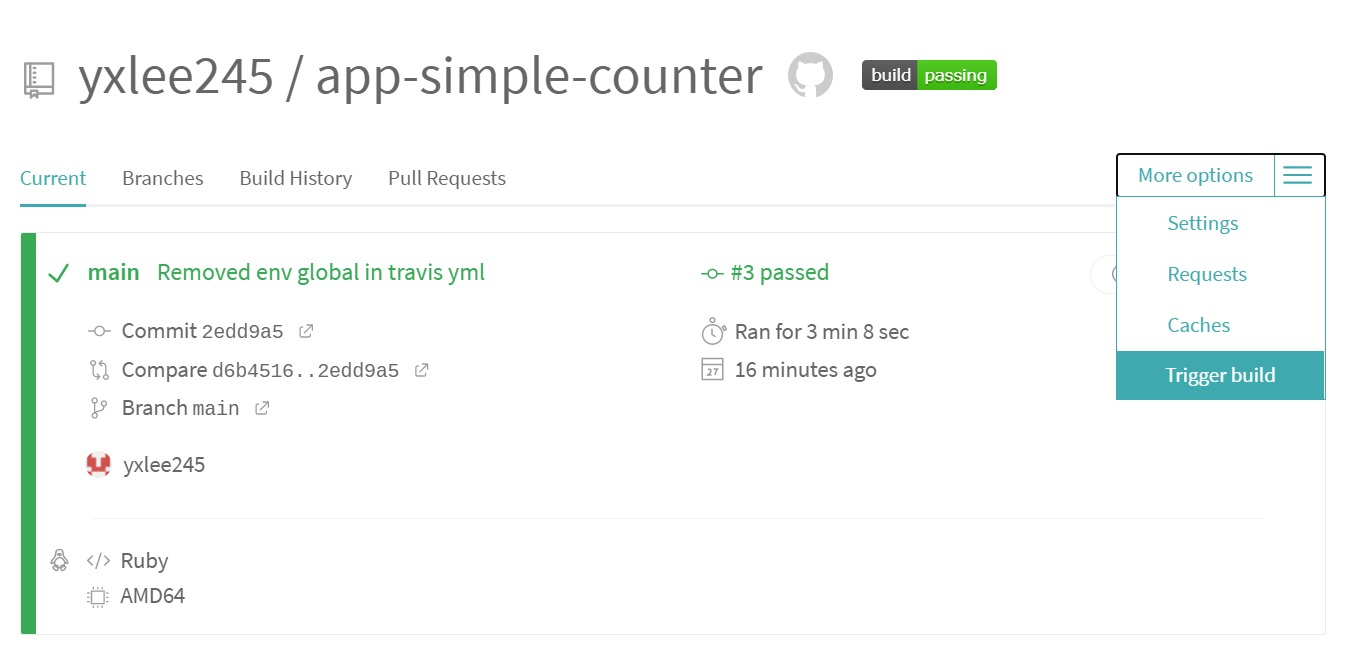 yxlee245 / app-simple-counter
build passing
Current Branches Build History Pull Requests
More options
Settings
Requests
Caches
Trigger build
main Removed env global in travis yml
#3 passed
Commit 2edd9a5
Ran for 3 min 8 sec
Compare d6b4516..2edd9a5
27
16 minutes ago
Branch main
yxlee245
</> Ruby
AMD64